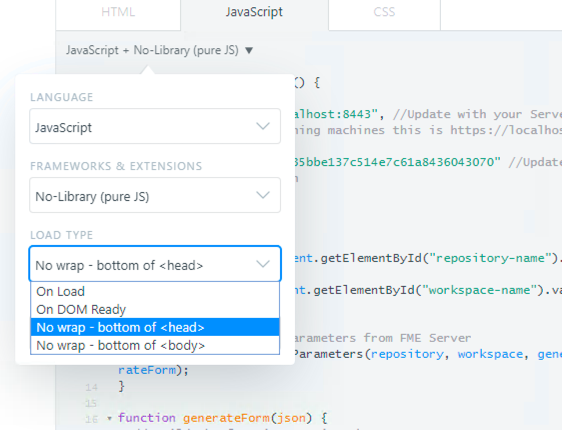 HTML
JavaScript
CSS
JavaScript + No-Library (pure JS) ▼
() {
LANGUAGE
JavaScript
alhost:8443", //Update with your Serve
ning machines this is https://localhos
FRAMEWORKS & EXTENSIONS
35bbe137c514e7c61a8436043070" //Update
No-Library (pure JS)
LOAD TYPE
ent.getElementById("repository-name").
No wrap - bottom of <head>
ent.getElementById("workspace-name").va
On Load
On DOM Ready
No wrap - bottom of <head>
arameters from FME Server
No wrap - bottom of <body>
Parameters(repository, workspace, gene
rateForm);
14 }
15
16 ▾ function generateForm(json) {